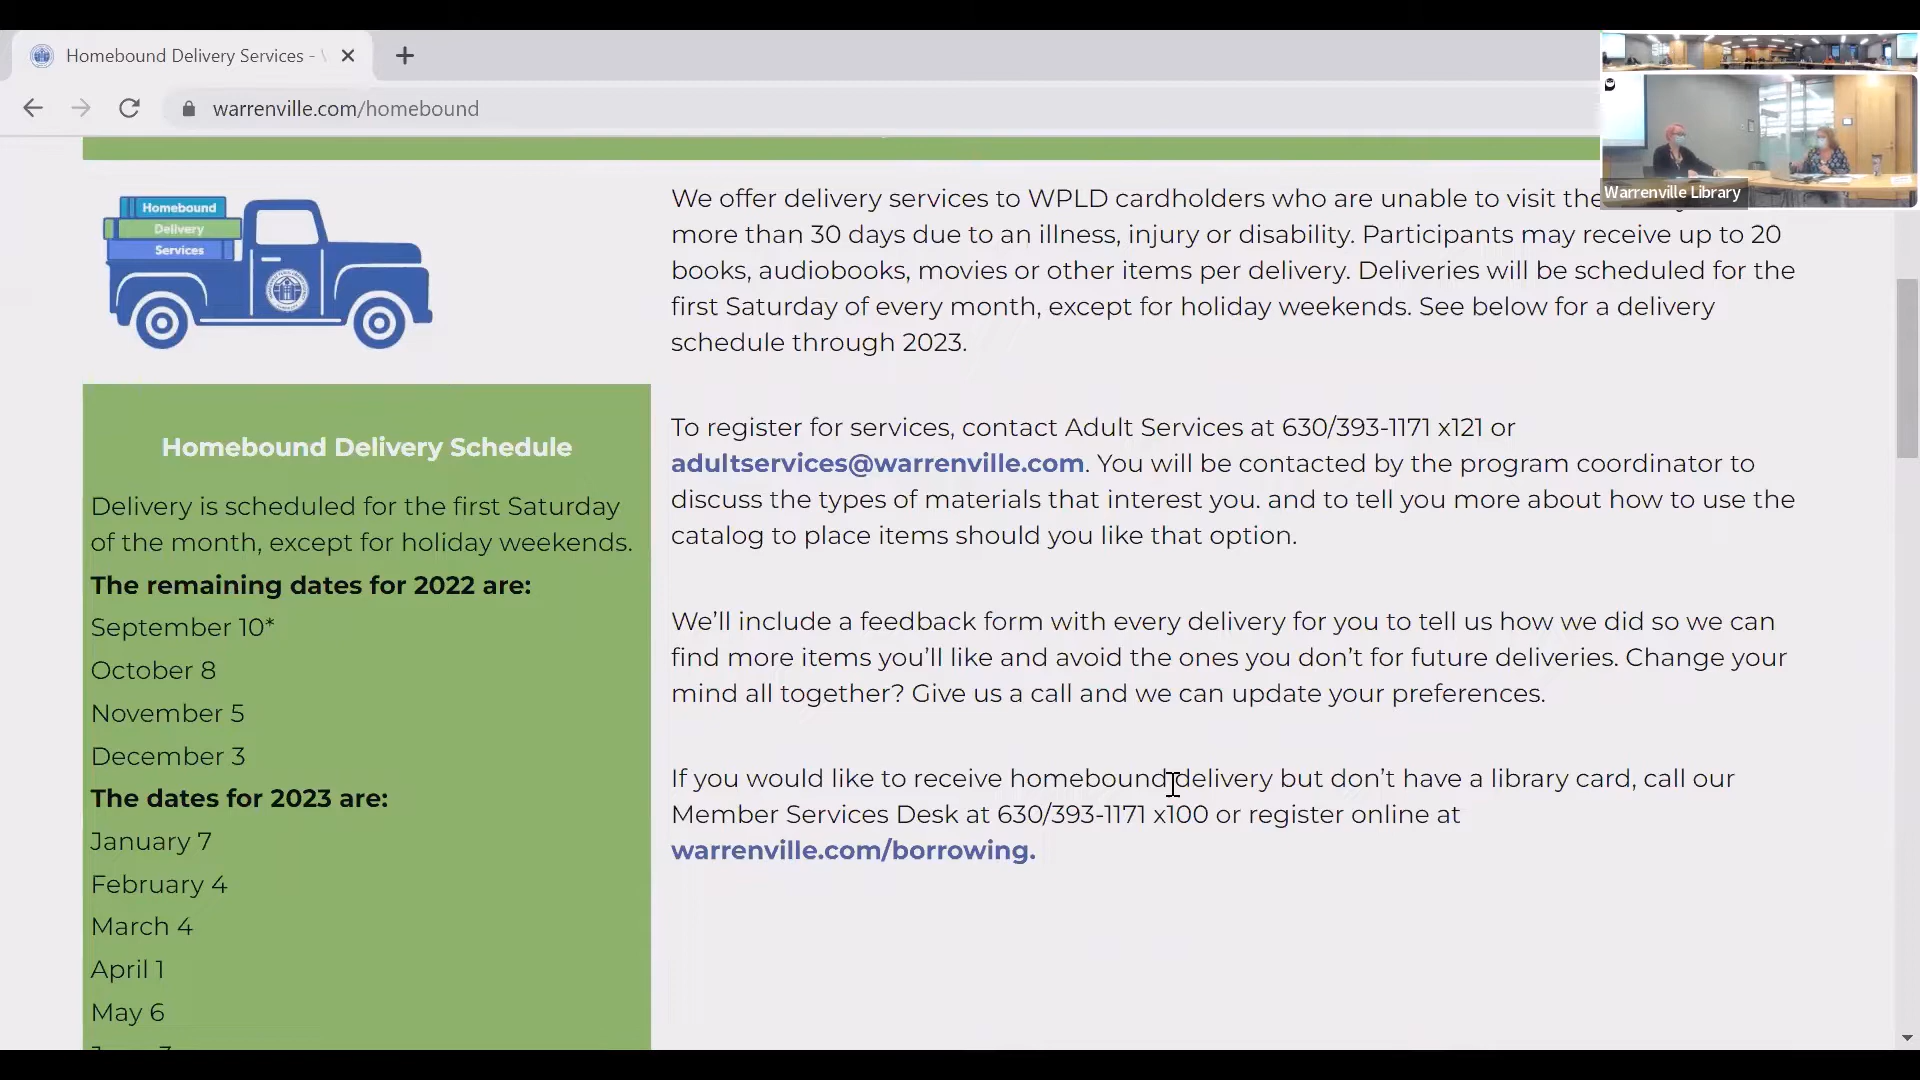 Homebound Delivery Services -
warrenville.com/homebound
Warrenville Library
Homebound
Delivery
Services
We offer delivery services to WPLD cardholders who are unable to visit the
more than 30 days due to an illness, injury or disability. Participants may receive up to 20
books, audiobooks, movies or other items per delivery. Deliveries will be scheduled for the
first Saturday of every month, except for holiday weekends. See below for a delivery
schedule through 2023.
To register for services, contact Adult Services at 630/393-1171 x121 or
adultservices@warrenville.com. You will be contacted by the program coordinator to
discuss the types of materials that interest you. and to tell you more about how to use the
catalog to place items should you like that option.
We’ll include a feedback form with every delivery for you to tell us how we did so we can
find more items you’ll like and avoid the ones you don’t for future deliveries. Change your
mind all together? Give us a call and we can update your preferences.
If you would like to receive homebound delivery but don’t have a library card, call our
Member Services Desk at 630/393-1171 x100 or register online at
warrenville.com/borrowing.
Homebound Delivery Schedule
Delivery is scheduled for the first Saturday
of the month, except for holiday weekends.
The remaining dates for 2022 are:
September 10*
October 8
November 5
December 3
The dates for 2023 are:
January 7
February 4
March 4
April 1
May 6